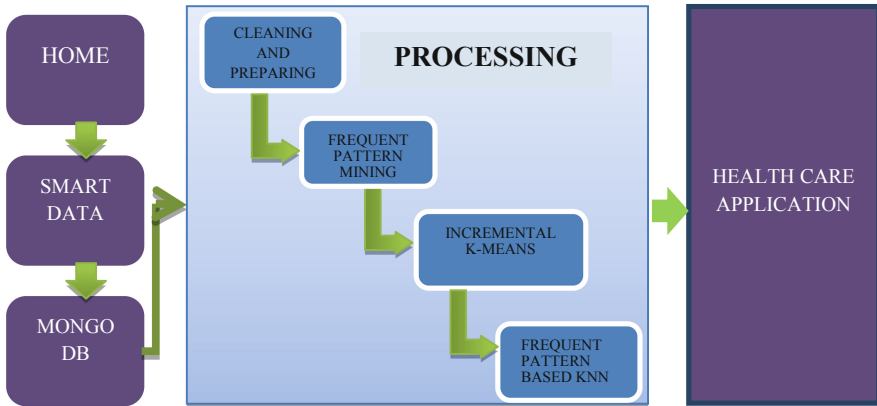 HOME
SMART
DATA
MONGO
DB
PROCESSING
CLEANING
AND
PREPARING
FREQUENT
PATTERN
MINING
INCREMENTAL
K-MEANS
FREQUENT
PATTERN
BASED KNN
HEALTH CARE
APPLICATION